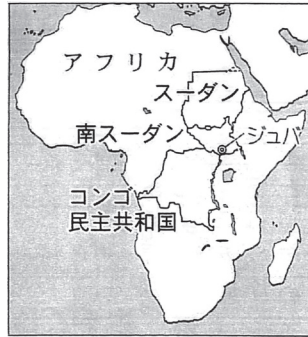 アフリカ
スーダン
南スーダン
ジュバ
コンゴ
民主共和国